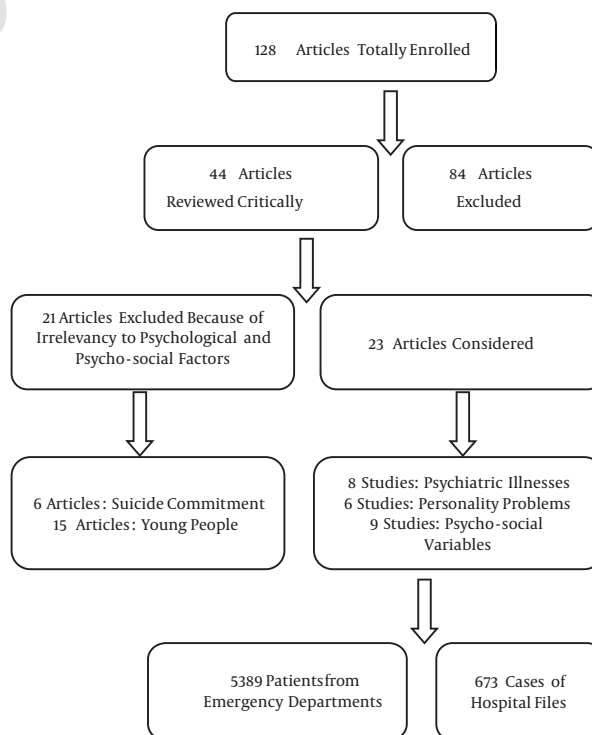 128 Articles Totally Enrolled
44 Articles
Reviewed Critically
84 Articles
Excluded
21 Articles Excluded Because of
Irrelevancy to Psychological and
Psycho-social Factors
23 Articles Considered
6 Articles: Suicide Commitment
15 Articles: Young People
8 Studies: Psychiatric Illnesses
6 Studies: Personality Problems
9 Studies: Psycho-social
Variables
5389 Patients from
Emergency Departments
673 Cases of
Hospital Files